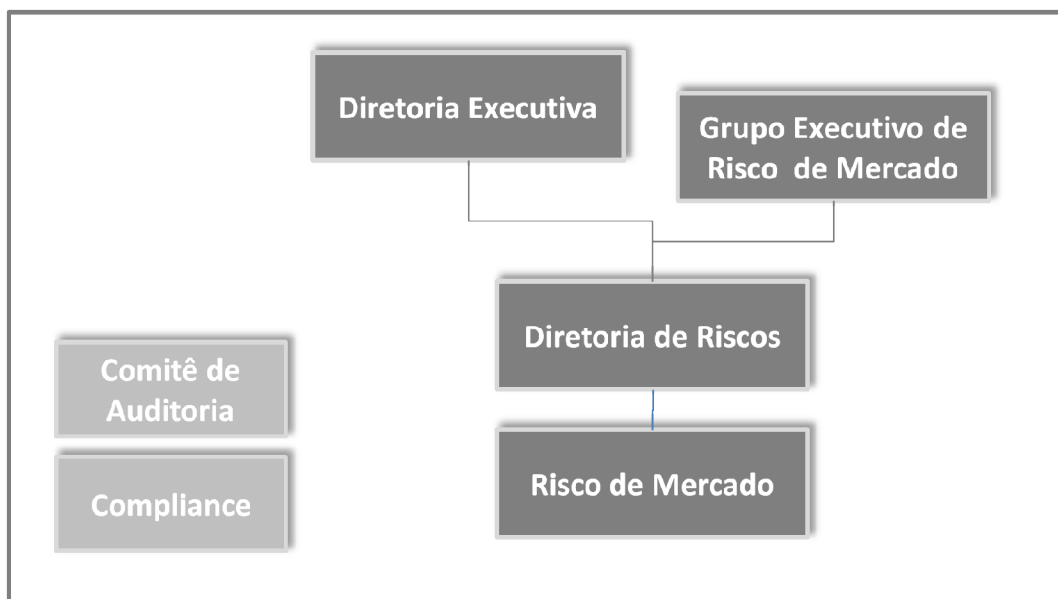 Diretoria Executiva
Grupo Executivo de
Risco de Mercado
Diretoria de Riscos
Comitê de
Auditoria
Risco de Mercado
Compliance